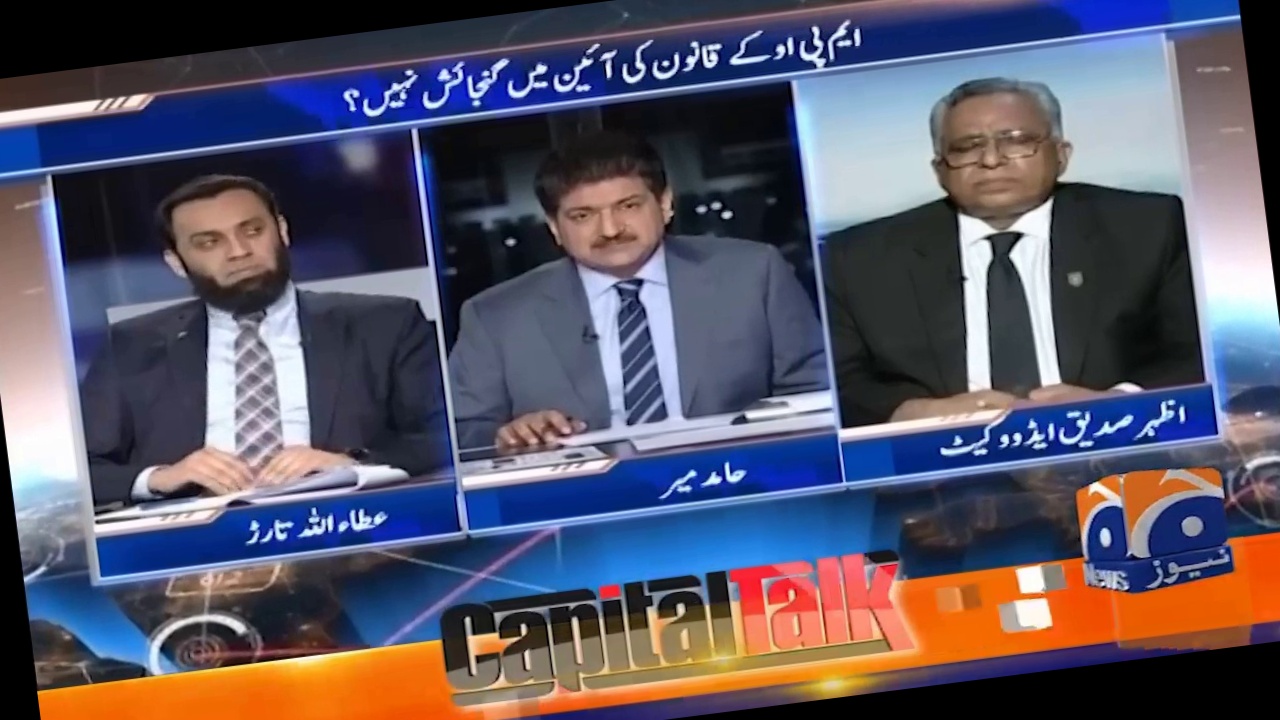 ایم پی او کے قانون کی آئین میں گنجائش نہیں؟
اظہر صدیق ایڈووکیٹ
حامد میر
عطاء اللہ تارڑ
Capital Talk
جیو
News نیوز